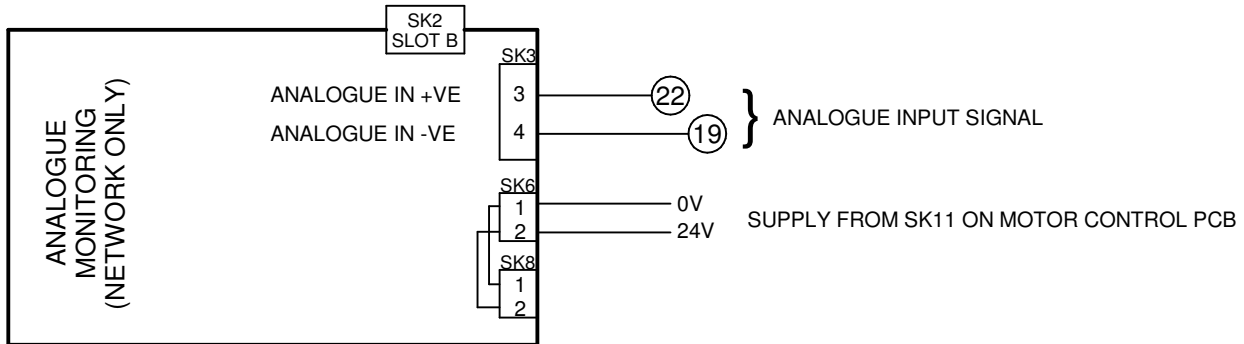 SK2
SLOT B
SK3
ANALOGUE IN +VE 3 22
ANALOGUE IN -VE 4 19
} ANALOGUE INPUT SIGNAL
SK6
1 0V
2 24V
SUPPLY FROM SK11 ON MOTOR CONTROL PCB
SK8
1
2
ANALOGUE
MONITORING
(NETWORK ONLY)